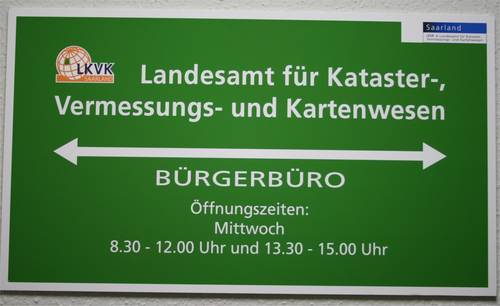 Saarland
LKVK
SAARLAND
Landesamt für Kataster-,
Vermessungs- und Kartenwesen
BÜRGERBÜRO
Öffnungszeiten:
Mittwoch
8.30 - 12.00 Uhr und 13.30 - 15.00 Uhr